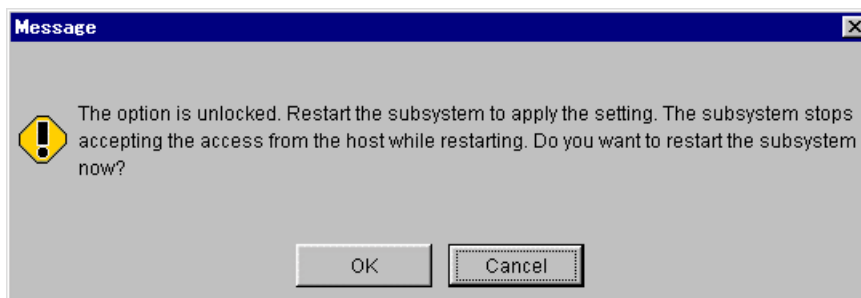 Message
The option is unlocked. Restart the subsystem to apply the setting. The subsystem stops
accepting the access from the host while restarting. Do you want to restart the subsystem
now?
OK
Cancel